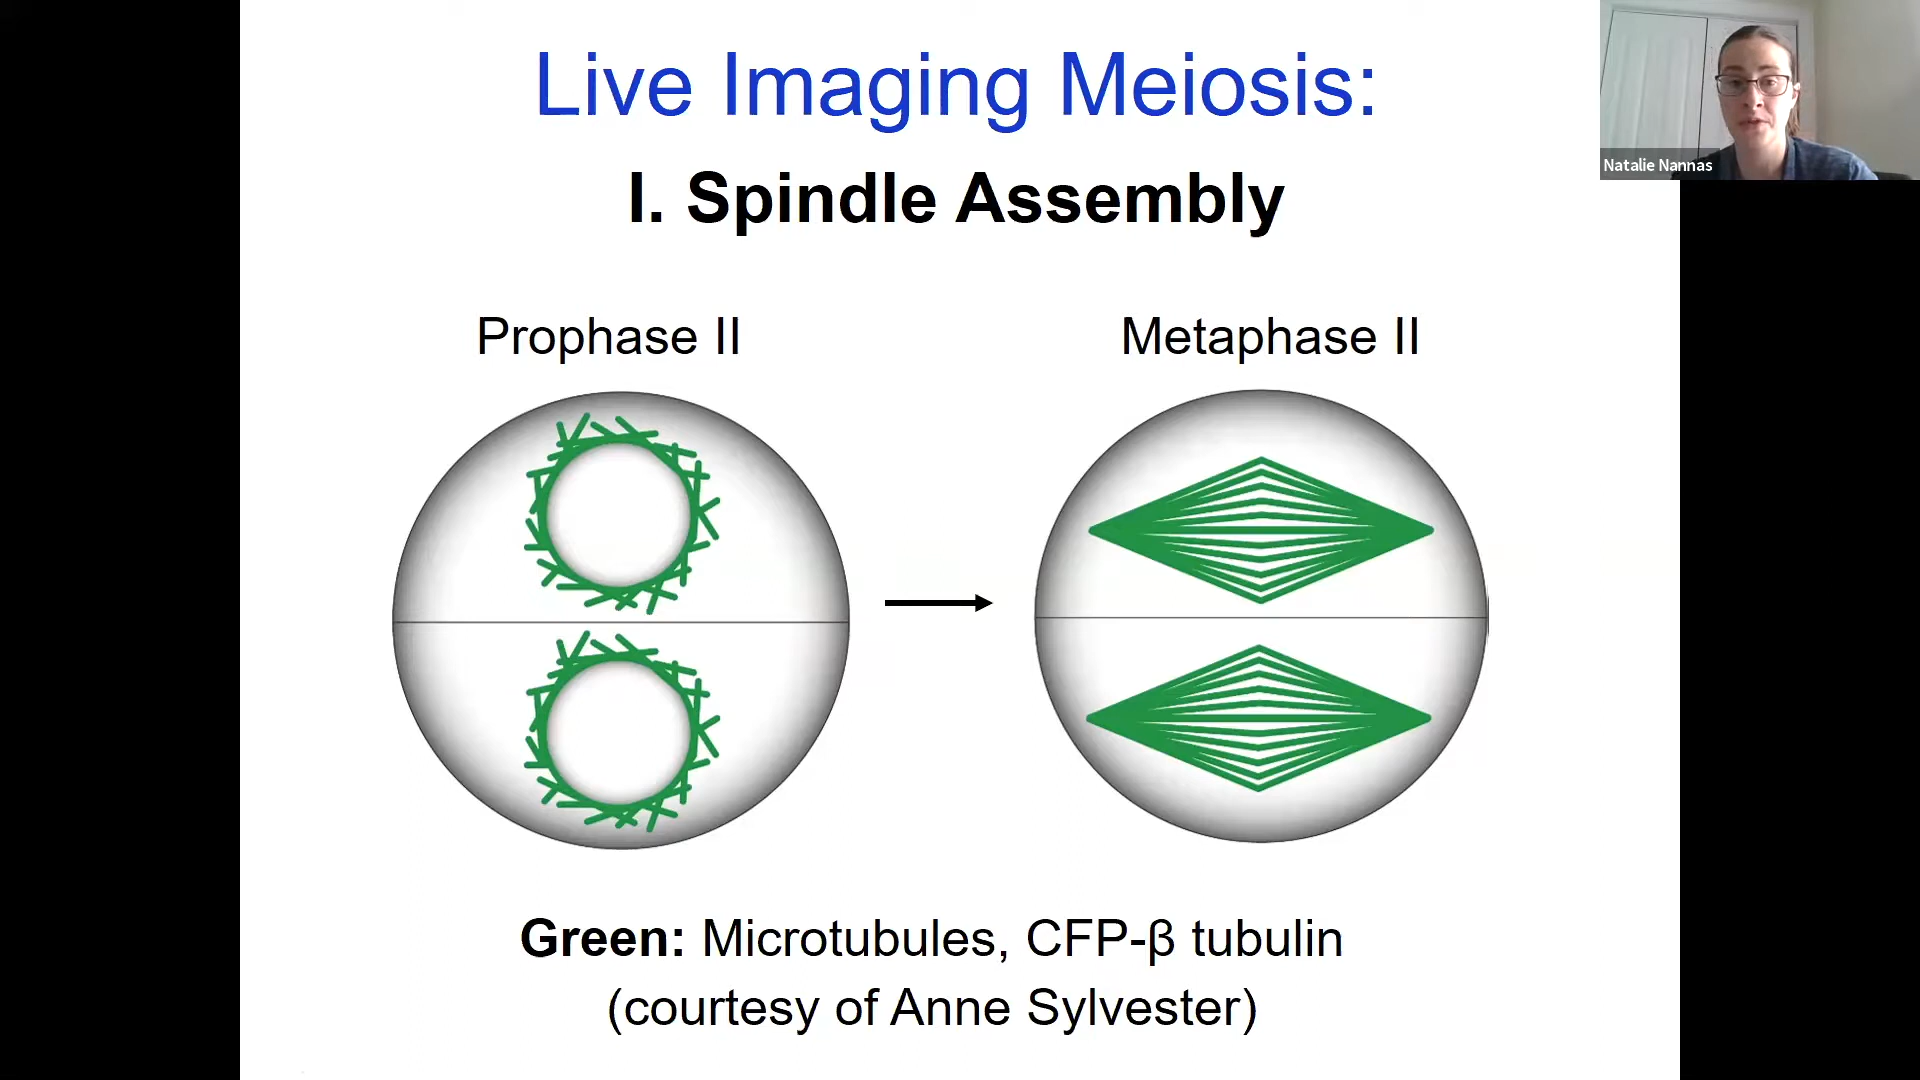 Live Imaging Meiosis:
I. Spindle Assembly
Natalie Nannas
Prophase II
Metaphase II
Green: Microtubules, CFP-β tubulin
(courtesy of Anne Sylvester)